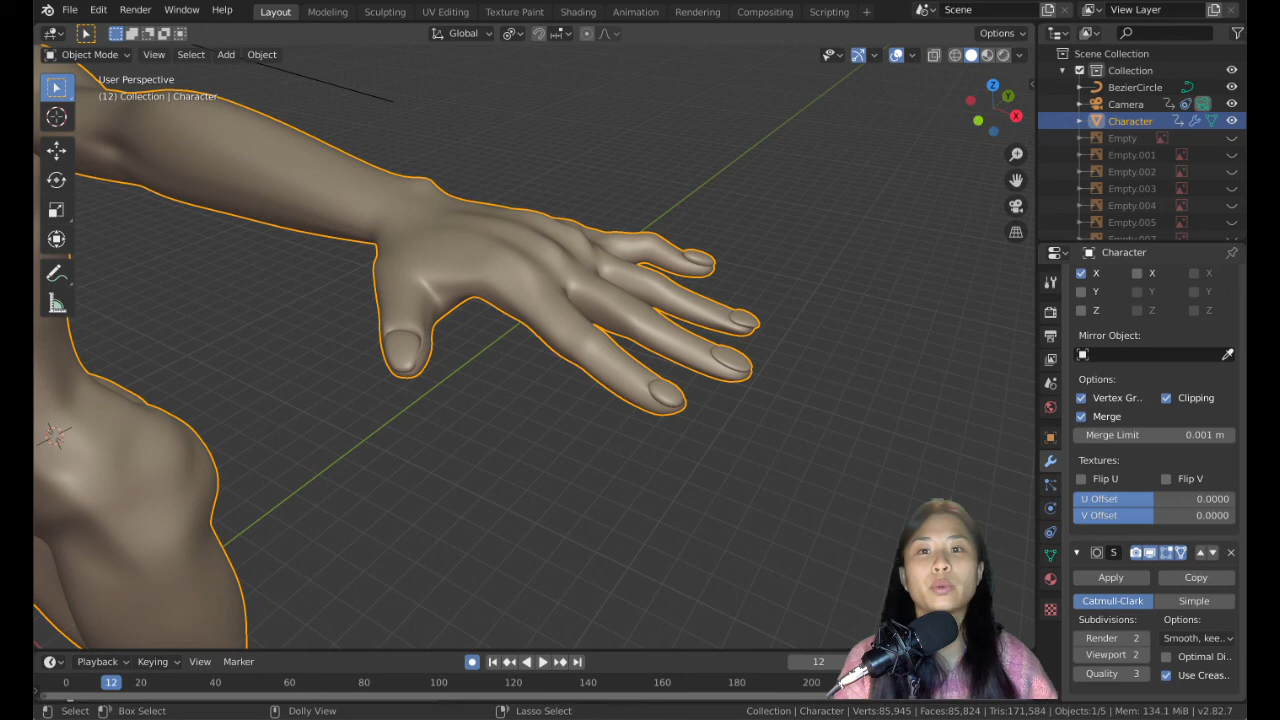 File Edit Render Window Help Layout Modeling Sculpting UV Editing Texture Paint Shading Animation Rendering Compositing Scripting + Scene View Layer
Global Options
Object Mode View Select Add Object
User Perspective
(12) Collection | Character
Z
Y
X
Scene Collection
Collection
BezierCircle
Camera
Character
Empty
Empty.001
Empty.002
Empty.003
Empty.004
Empty.005
Character
X X X
Y Y
Z Z
Mirror Object:
Options:
Vertex Gr.. Clipping
Merge
Merge Limit 0.001 m
Textures:
Flip U Flip V
U Offset 0.0000
V Offset 0.0000
S
Apply Copy
Catmull-Clark Simple
Subdivisions: Options:
Render 2 Smooth, kee..
Viewport 2 Optimal Di..
Quality 3 Use Creas..
Playback Keying View Marker 12
0 12 20 40 60 80 100 120 140 160 180 200
Select Box Select Dolly View Lasso Select Collection | Character | Verts:85,945 | Faces:85,824 | Tris:171,584 | Objects:1/5 | Mem: 134.1 MiB | v2.82.7